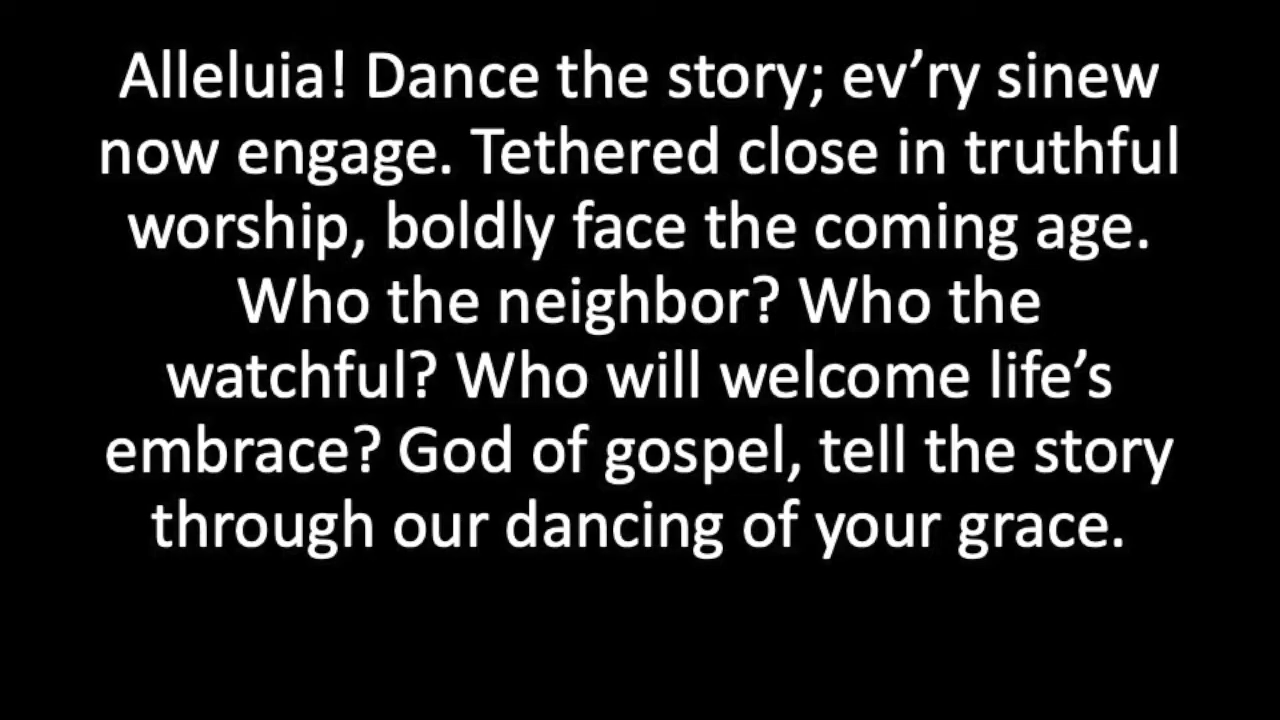 Alleluia! Dance the story; ev’ry sinew
now engage. Tethered close in truthful
worship, boldly face the coming age.
Who the neighbor? Who the
watchful? Who will welcome life’s
embrace? God of gospel, tell the story
through our dancing of your grace.